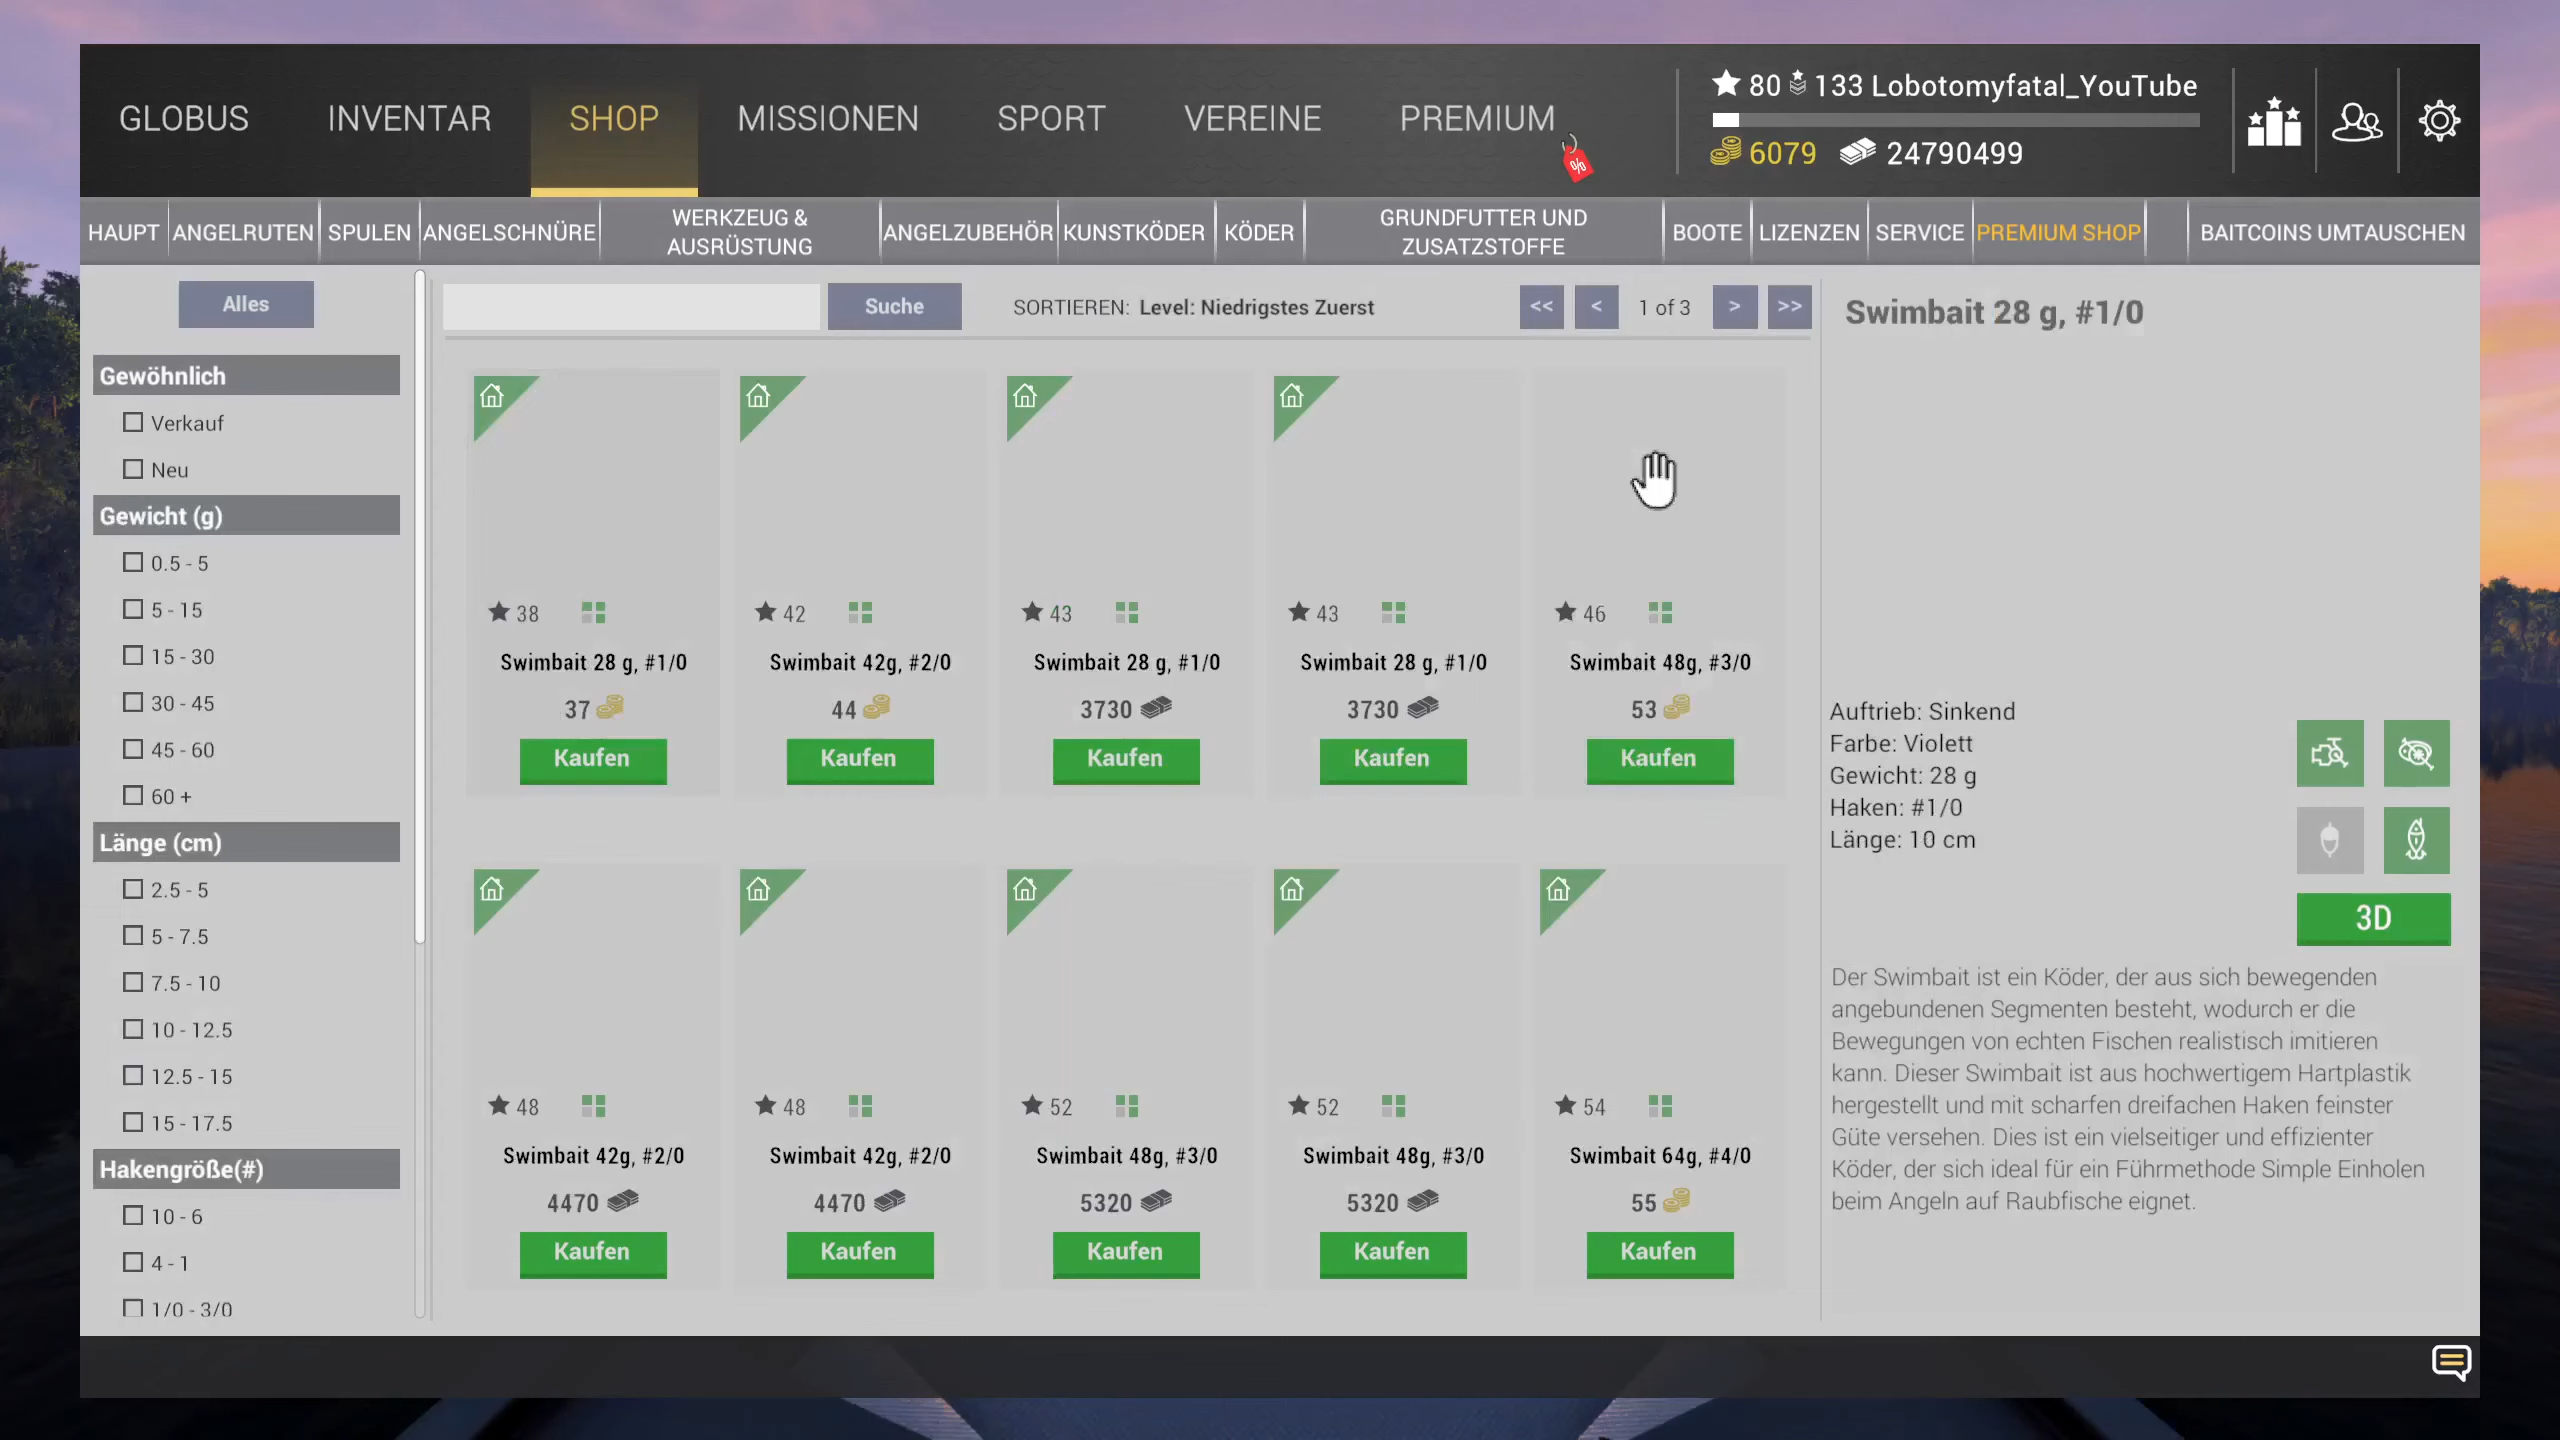 GLOBUS
INVENTAR
SHOP
MISSIONEN
SPORT
VEREINE
PREMIUM
%
80 133 Lobotomyfatal_YouTube
6079 24790499
HAUPT
ANGELRUTEN
SPULEN
ANGELSCHNÜRE
WERKZEUG &
AUSRÜSTUNG
ANGELZUBEHÖR
KUNSTKÖDER
KÖDER
GRUNDFUTTER UND
ZUSATZSTOFFE
BOOTE
LIZENZEN
SERVICE
PREMIUM SHOP
BAITCOINS UMTAUSCHEN
Alles
Gewöhnlich
Verkauf
Neu
Gewicht (g)
0.5 - 5
5 - 15
15 - 30
30 - 45
45 - 60
60 +
Länge (cm)
2.5 - 5
5 - 7.5
7.5 - 10
10 - 12.5
12.5 - 15
15 - 17.5
Hakengröße(#)
10 - 6
4 - 1
1/0 - 3/0
Suche
SORTIEREN: Level: Niedrigstes Zuerst
<< < 1 of 3 > >>
38
Swimbait 28 g, #1/0
37
Kaufen
42
Swimbait 42g, #2/0
44
Kaufen
43
Swimbait 28 g, #1/0
3730
Kaufen
43
Swimbait 28 g, #1/0
3730
Kaufen
46
Swimbait 48g, #3/0
53
Kaufen
48
Swimbait 42g, #2/0
4470
Kaufen
48
Swimbait 42g, #2/0
4470
Kaufen
52
Swimbait 48g, #3/0
5320
Kaufen
52
Swimbait 48g, #3/0
5320
Kaufen
54
Swimbait 64g, #4/0
55
Kaufen
Swimbait 28 g, #1/0
Auftrieb: Sinkend
Farbe: Violett
Gewicht: 28 g
Haken: #1/0
Länge: 10 cm
3D
Der Swimbait ist ein Köder, der aus sich bewegenden
angebundenen Segmenten besteht, wodurch er die
Bewegungen von echten Fischen realistisch imitieren
kann. Dieser Swimbait ist aus hochwertigem Hartplastik
hergestellt und mit scharfen dreifachen Haken feinster
Güte versehen. Dies ist ein vielseitiger und effizienter
Köder, der sich ideal für ein Führmethode Simple Einholen
beim Angeln auf Raubfische eignet.